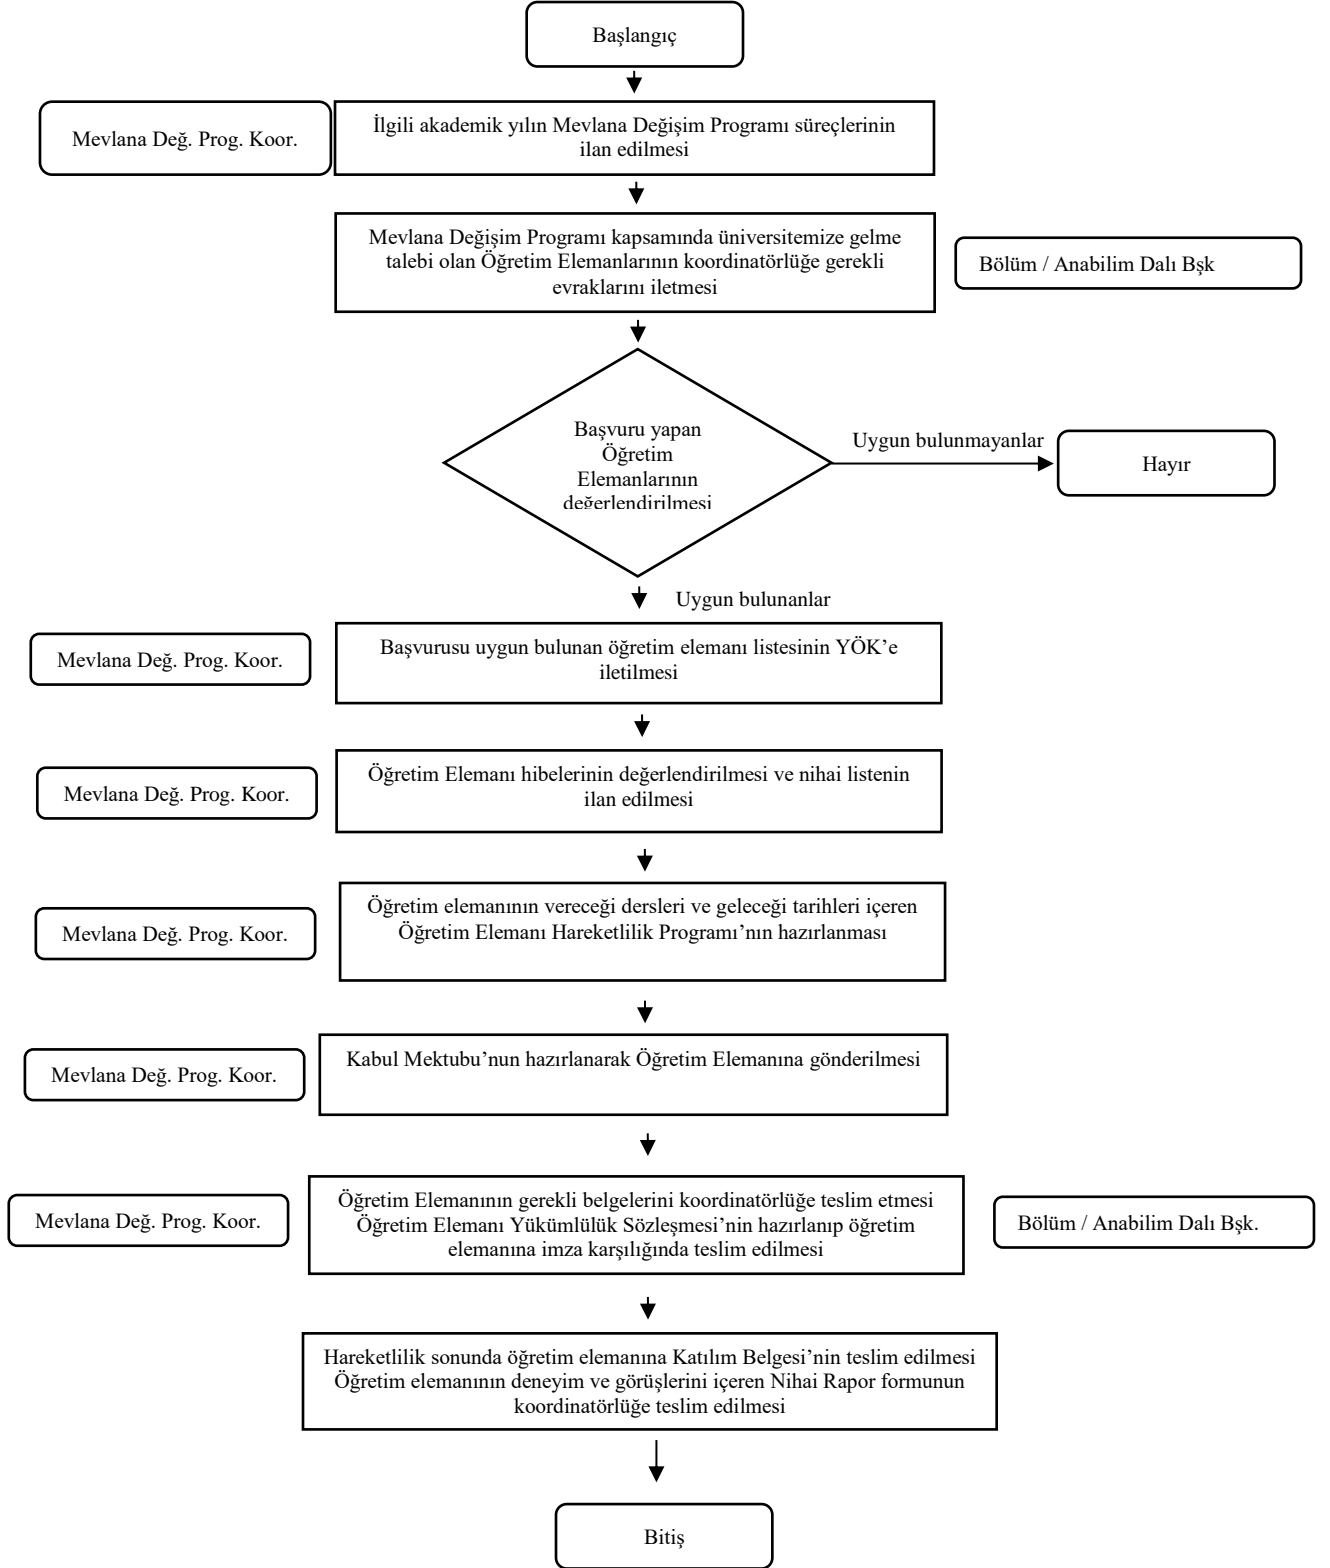 Başlangıç
Mevlana Değ. Prog. Koor.
İlgili akademik yılın Mevlana Değişim Programı süreçlerinin
ilan edilmesi
Mevlana Değişim Programı kapsamında üniversitemize gelme
talebi olan Öğretim Elemanlarının koordinatörlüğe gerekli
evraklarını iletmesi
Bölüm / Anabilim Dalı Bşk
Başvuru yapan
Öğretim
Elemanlarının
değerlendirilmesi
Uygun bulunmayanlar
Hayır
Uygun bulunanlar
Mevlana Değ. Prog. Koor.
Başvurusu uygun bulunan öğretim elemanı listesinin YÖK’e
iletilmesi
Mevlana Değ. Prog. Koor.
Öğretim Elemanı hibelerinin değerlendirilmesi ve nihai listenin
ilan edilmesi
Mevlana Değ. Prog. Koor.
Öğretim elemanının vereceği dersleri ve geleceği tarihleri içeren
Öğretim Elemanı Hareketlilik Programı’nın hazırlanması
Mevlana Değ. Prog. Koor.
Kabul Mektubu’nun hazırlanarak Öğretim Elemanına gönderilmesi
Mevlana Değ. Prog. Koor.
Öğretim Elemanının gerekli belgelerini koordinatörlüğe teslim etmesi
Öğretim Elemanı Yükümlülük Sözleşmesi’nin hazırlanıp öğretim
elemanına imza karşılığında teslim edilmesi
Bölüm / Anabilim Dalı Bşk.
Hareketlilik sonunda öğretim elemanına Katılım Belgesi’nin teslim edilmesi
Öğretim elemanının deneyim ve görüşlerini içeren Nihai Rapor formunun
koordinatörlüğe teslim edilmesi
Bitiş